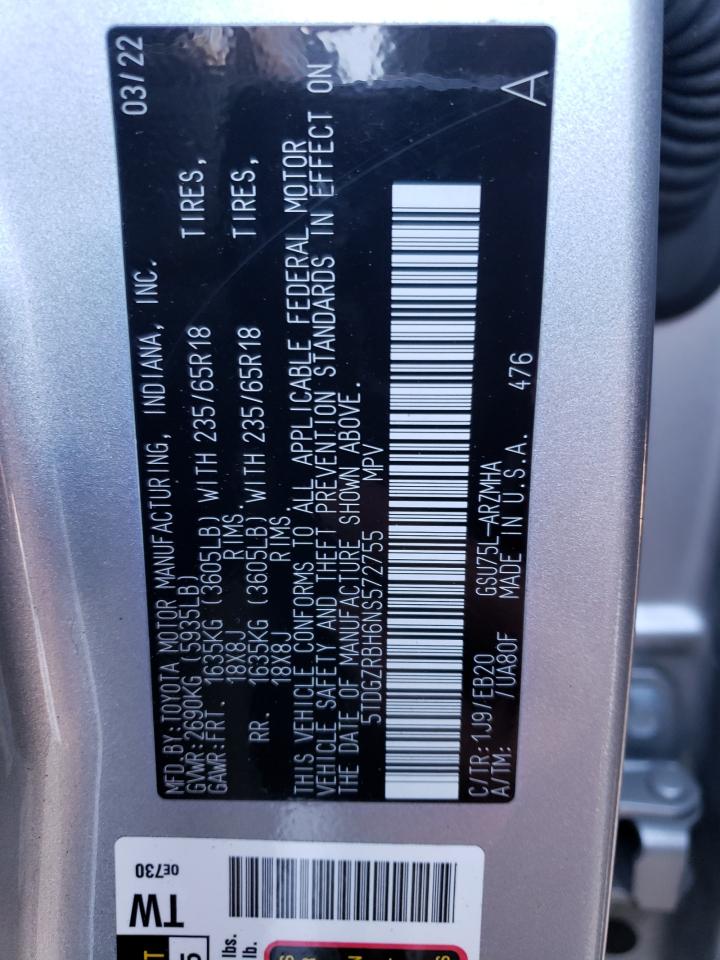 MFD.BY:TOYOTA MOTOR MANUFACTURING, INDIANA, INC. 03/22
GVWR:2690KG (5935LB)
GAWR:FRT. 1635KG (3605LB) WITH 235/65R18 TIRES,
18X8J RIMS.
RR. 1635KG (3605LB) WITH 235/65R18 TIRES,
18X8J RIMS.
THIS VEHICLE CONFORMS TO ALL APPLICABLE FEDERAL MOTOR
VEHICLE SAFETY AND THEFT PREVENTION STANDARDS IN EFFECT ON
THE DATE OF MANUFACTURE SHOWN ABOVE.
5TDGZRBH6NS572755 MPV
C/TR:1J9/EB20 GSU75L-ARZMHA
A/TM: /UA80F MADE IN U.S.A. 476
A
TW 0E730
lbs.
lb.